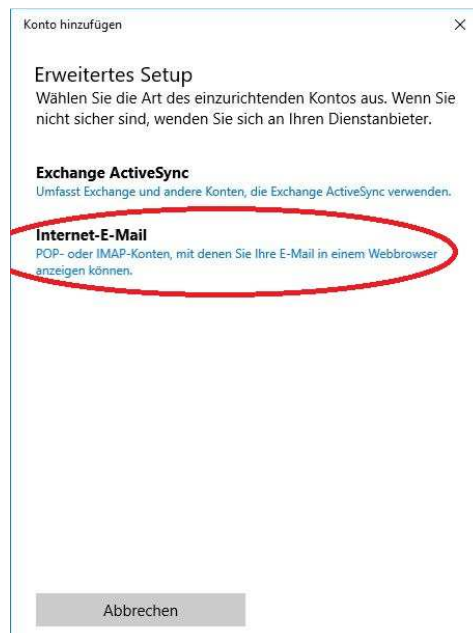 Konto hinzufügen
Erweitertes Setup
Wählen Sie die Art des einzurichtenden Kontos aus. Wenn Sie
nicht sicher sind, wenden Sie sich an Ihren Dienstanbieter.
Exchange ActiveSync
Umfasst Exchange und andere Konten, die Exchange ActiveSync verwenden.
Internet-E-Mail
POP- oder IMAP-Konten, mit denen Sie Ihre E-Mail in einem Webbrowser
anzeigen können.
Abbrechen